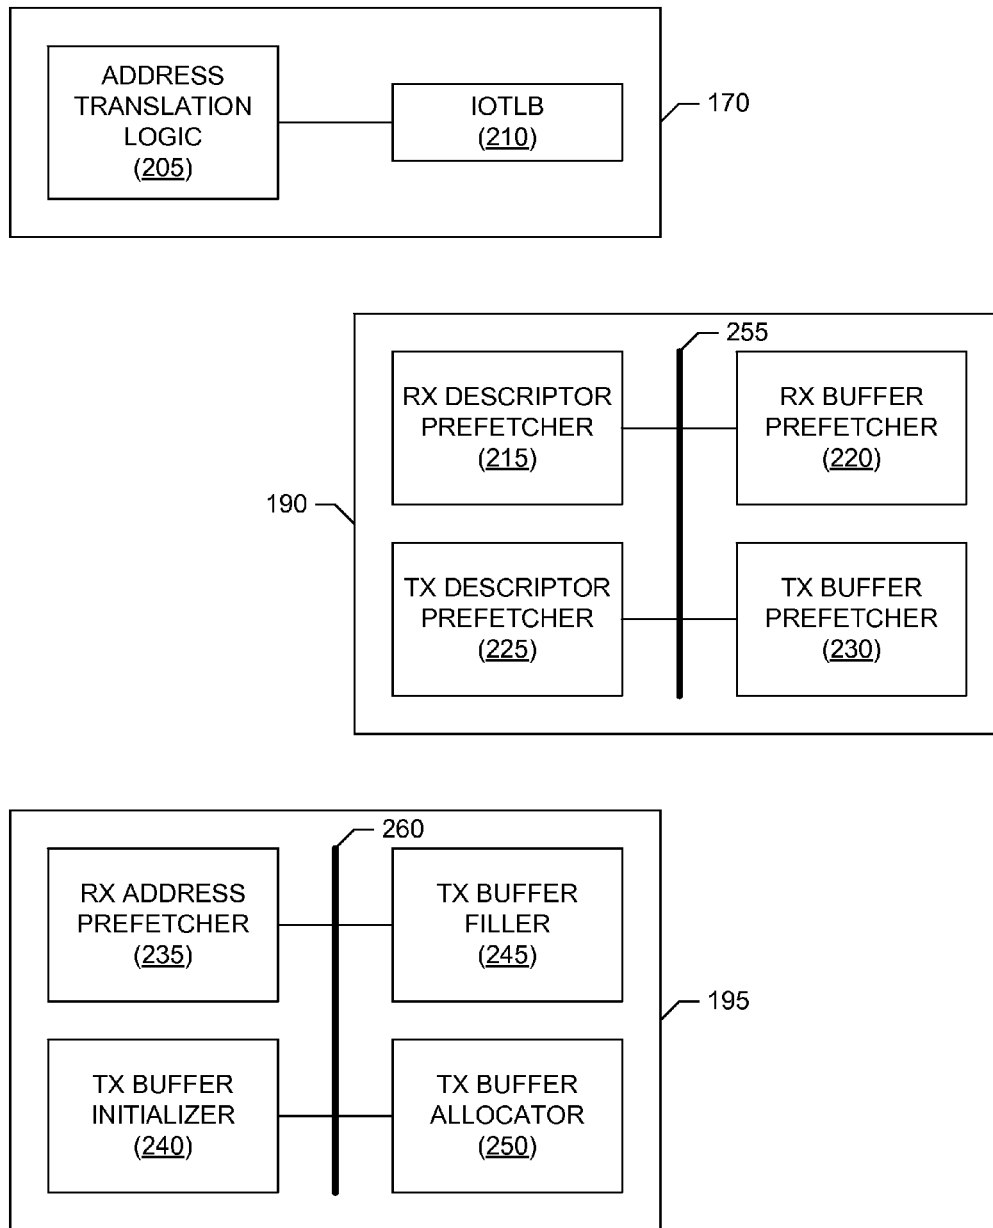 ADDRESS
TRANSLATION
LOGIC
(205)
IOTLB
(210)
170
255
RX DESCRIPTOR
PREFETCHER
(215)
RX BUFFER
PREFETCHER
(220)
190
TX DESCRIPTOR
PREFETCHER
(225)
TX BUFFER
PREFETCHER
(230)
260
RX ADDRESS
PREFETCHER
(235)
TX BUFFER
FILLER
(245)
195
TX BUFFER
INITIALIZER
(240)
TX BUFFER
ALLOCATOR
(250)